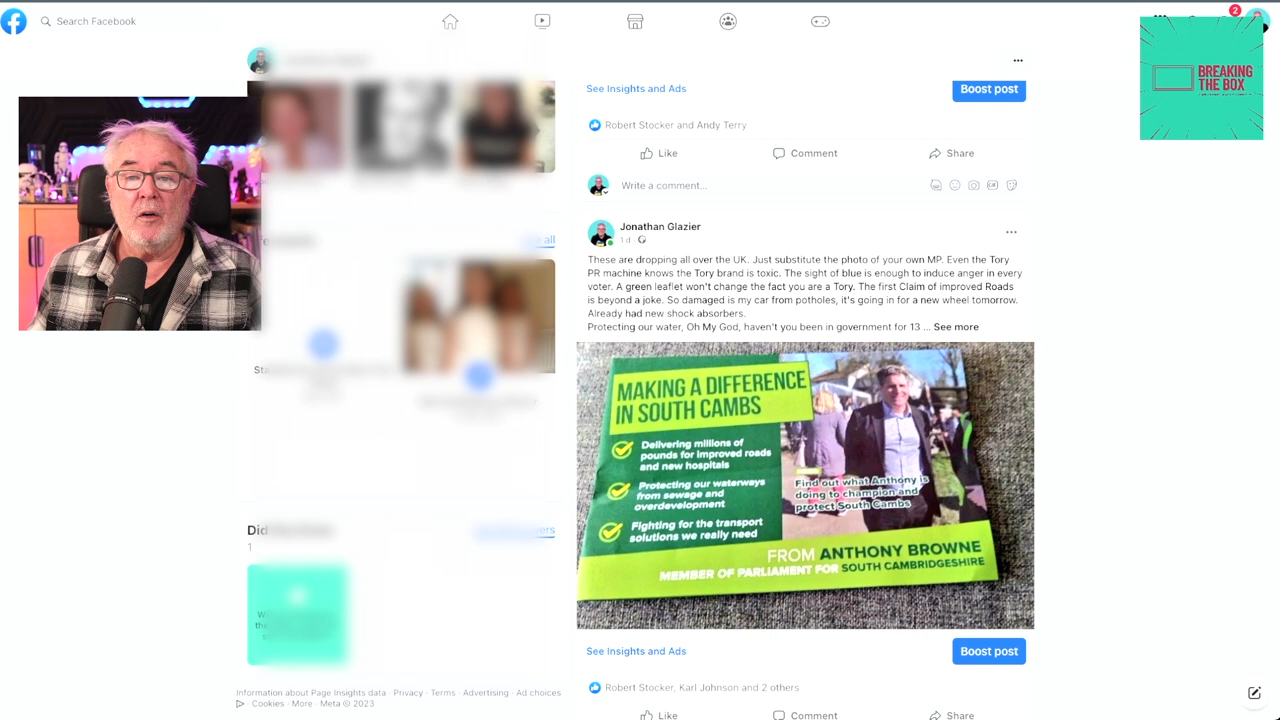 Search Facebook
2
BREAKING
THE BOX
See Insights and Ads
Boost post
Robert Stocker and Andy Terry
Like
Comment
Share
Write a comment...
GIF
all
Jonathan Glazier
1 d
These are dropping all over the UK. Just substitute the photo of your own MP. Even the Tory
PR machine knows the Tory brand is toxic. The sight of blue is enough to induce anger in every
voter. A green leaflet won't change the fact you are a Tory. The first Claim of improved Roads
is beyond a joke. So damaged is my car from potholes, it's going in for a new wheel tomorrow.
Already had new shock absorbers.
Protecting our water, Oh My God, haven't you been in government for 13 ... See more
MAKING A DIFFERENCE
IN SOUTH CAMBS
Delivering millions of
pounds for improved roads
and new hospitals
Protecting our waterways
from sewage and
overdevelopment
Fighting for the transport
solutions we really need
Find out what Anthony is
doing to champion and
protect South Cambs
FROM ANTHONY BROWNE
MEMBER OF PARLIAMENT FOR SOUTH CAMBRIDGESHIRE
Did
1
See Insights and Ads
Boost post
Robert Stocker, Karl Johnson and 2 others
Like
Comment
Share
Information about Page Insights data · Privacy · Terms · Advertising · Ad choices
· Cookies · More · Meta © 2023